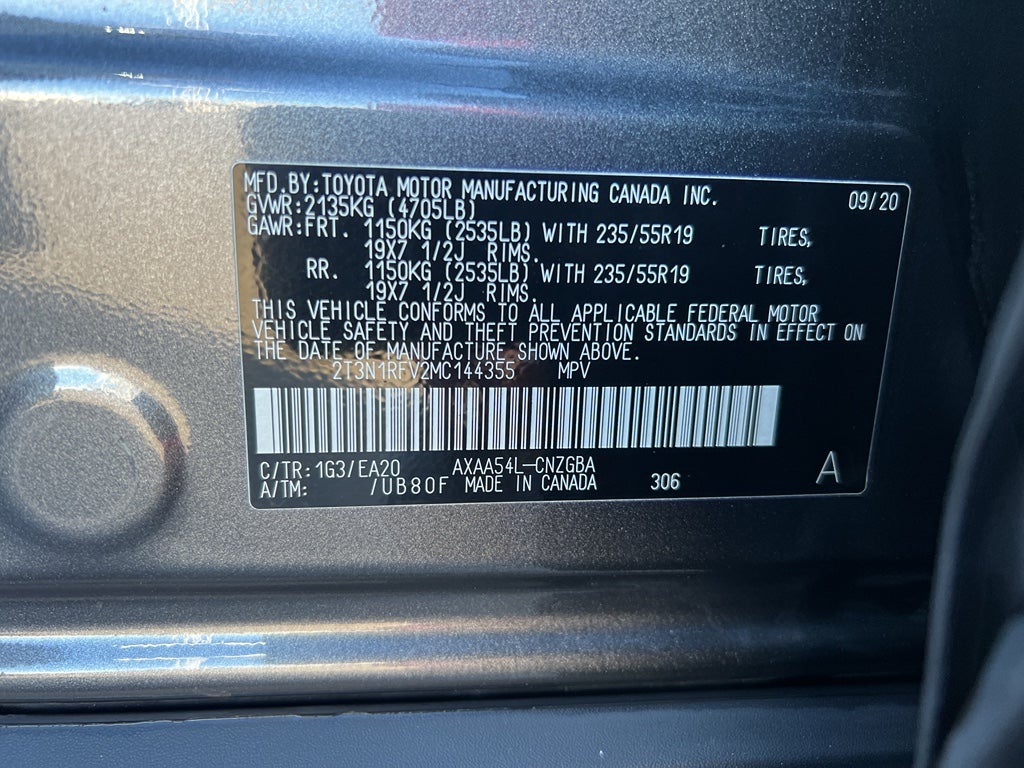 MFD.BY:TOYOTA MOTOR MANUFACTURING CANADA INC. 09/20
GVWR:2135KG (4705LB)
GAWR:FRT. 1150KG (2535LB) WITH 235/55R19 TIRES,
19X7 1/2J RIMS.
RR. 1150KG (2535LB) WITH 235/55R19 TIRES,
19X7 1/2J RIMS.
THIS VEHICLE CONFORMS TO ALL APPLICABLE FEDERAL MOTOR
VEHICLE SAFETY AND THEFT PREVENTION STANDARDS IN EFFECT ON
THE DATE OF MANUFACTURE SHOWN ABOVE.
2T3N1RFV2MC144355 MPV
C/TR:1G3/EA20 AXAA54L-CNZGBA
A/TM: /UB80F MADE IN CANADA 306 A